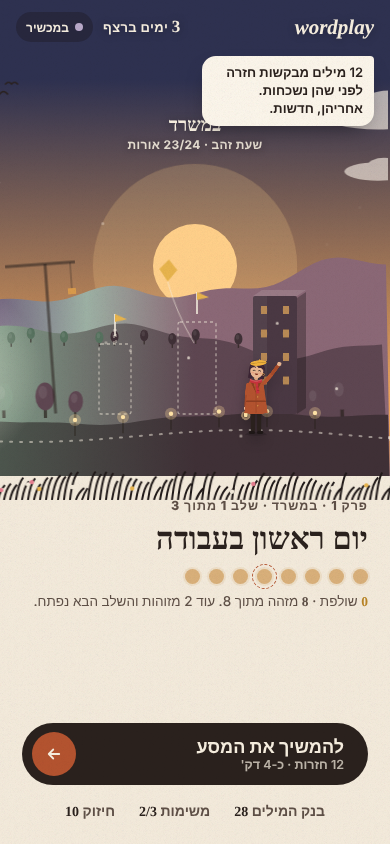 wordplay
3 ימים ברצף
במכשיר
12 מילים מבקשות חזרה
לפני שהן נשכחות.
אחריהן, חדשות.
במשרד
שעת זהב · 23/24 אורות
פרק 1 · במשרד · שלב 1 מתוך 3
יום ראשון בעבודה
0 שולפת · 8 מזהה מתוך 8. עוד 2 מזוהות והשלב הבא נפתח.
להמשיך את המסע
12 חזרות · כ-4 דק'
בנק המילים 28
משימות 2/3
חיזוק 10